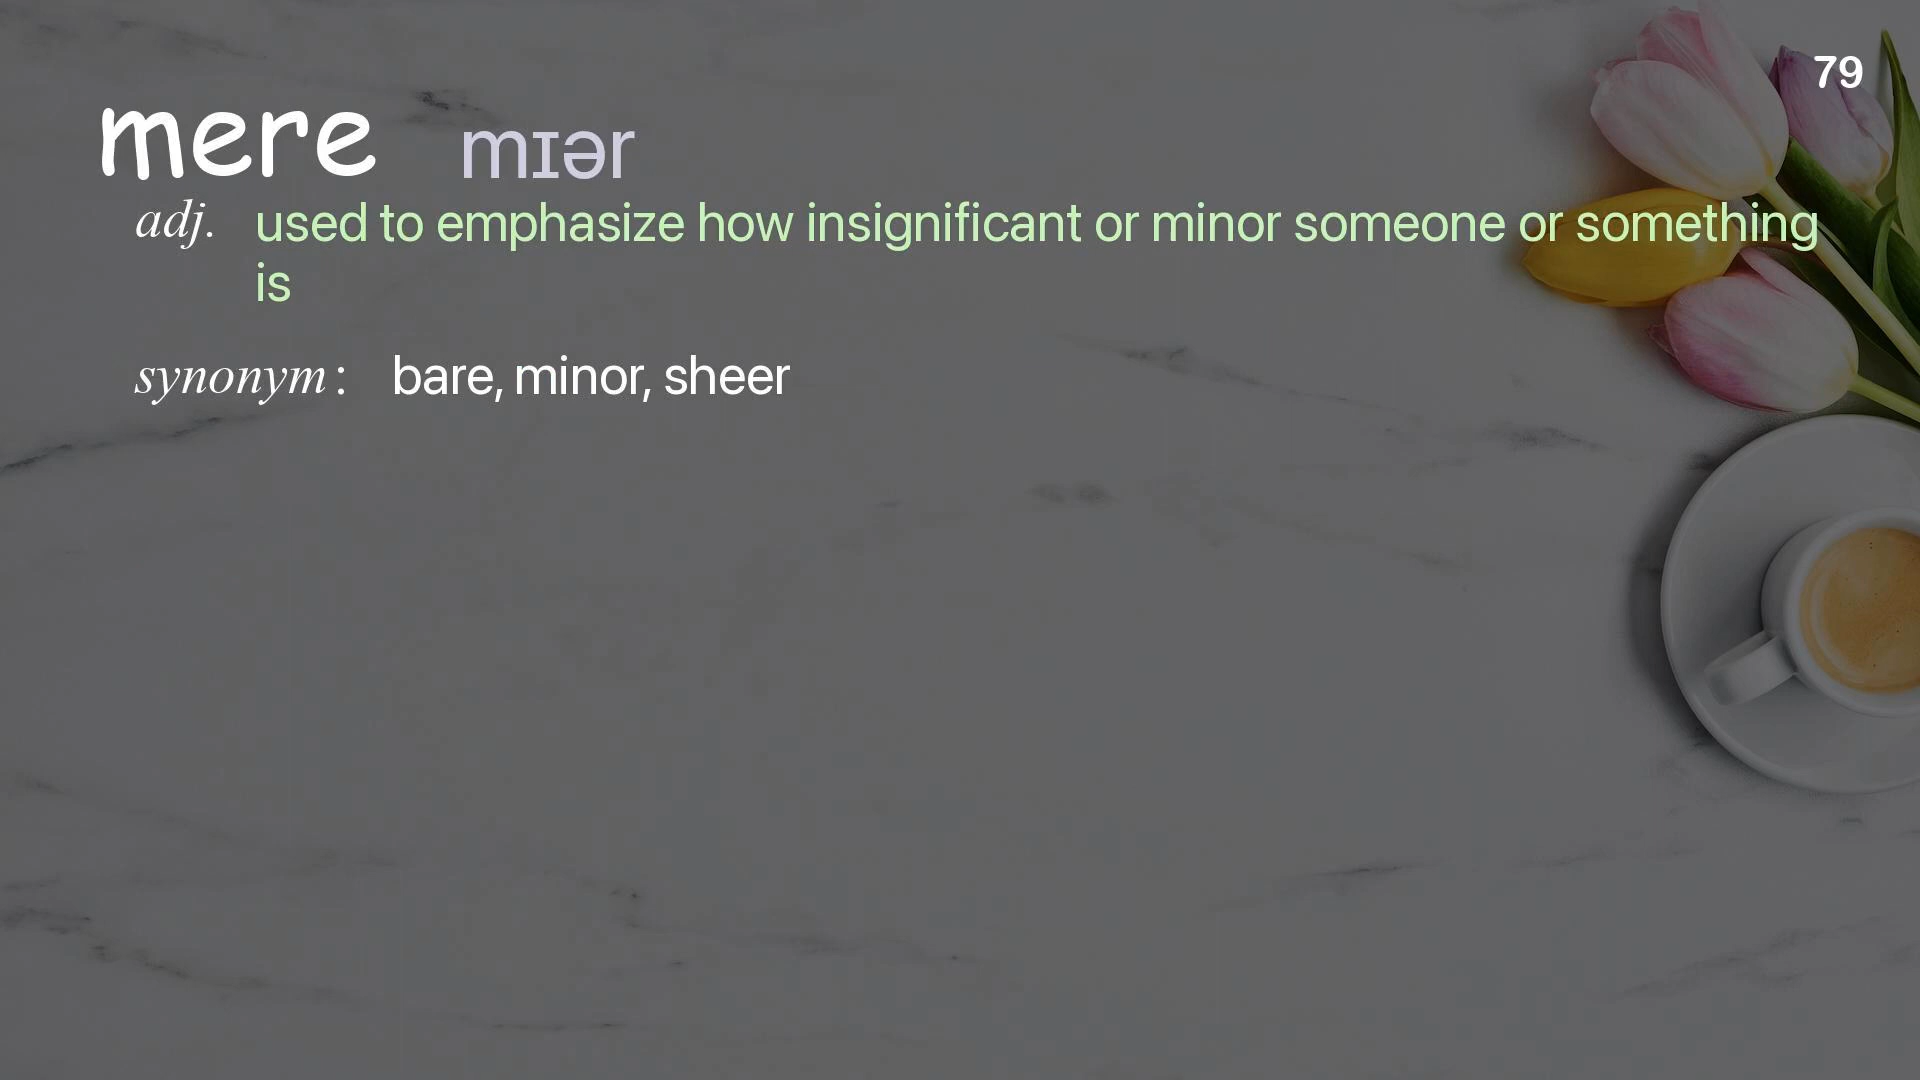 79
mere mɪər
adj. used to emphasize how insignificant or minor someone or something
is
synonym: bare, minor, sheer